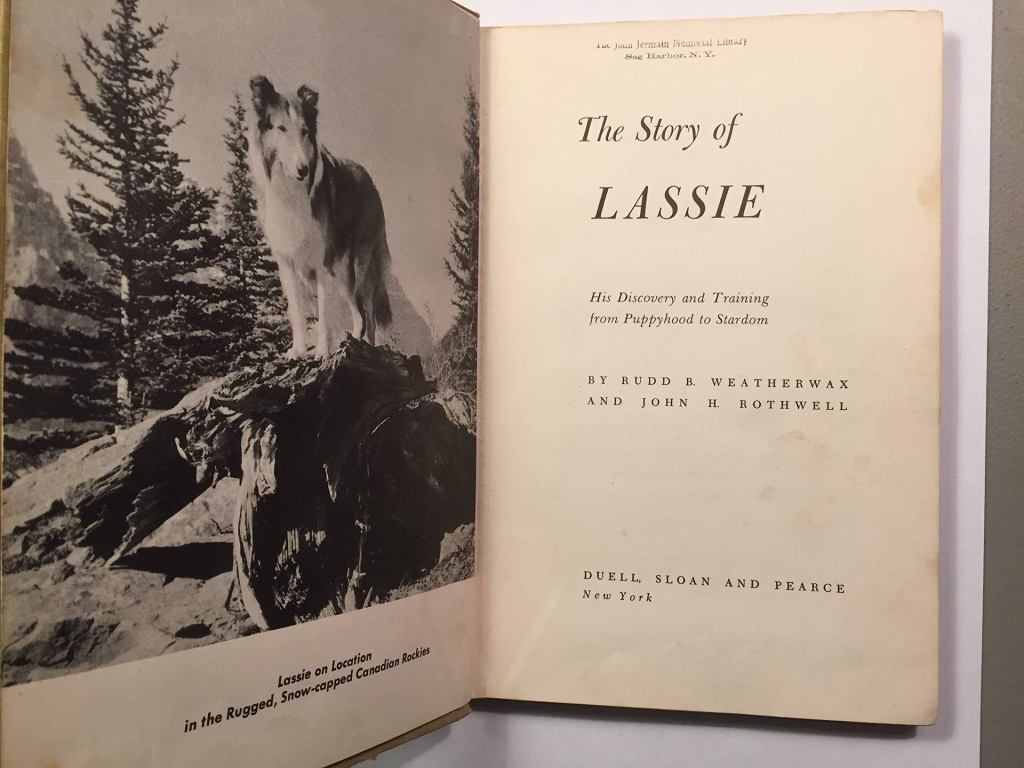 Lassie on Location
in the Rugged, Snow-capped Canadian Rockies
The John Jermain Memorial Library
Sag Harbor, N. Y.
The Story of
LASSIE
His Discovery and Training
from Puppyhood to Stardom
BY RUDD B. WEATHERWAX
AND JOHN H. ROTHWELL
DUELL, SLOAN AND PEARCE
New York